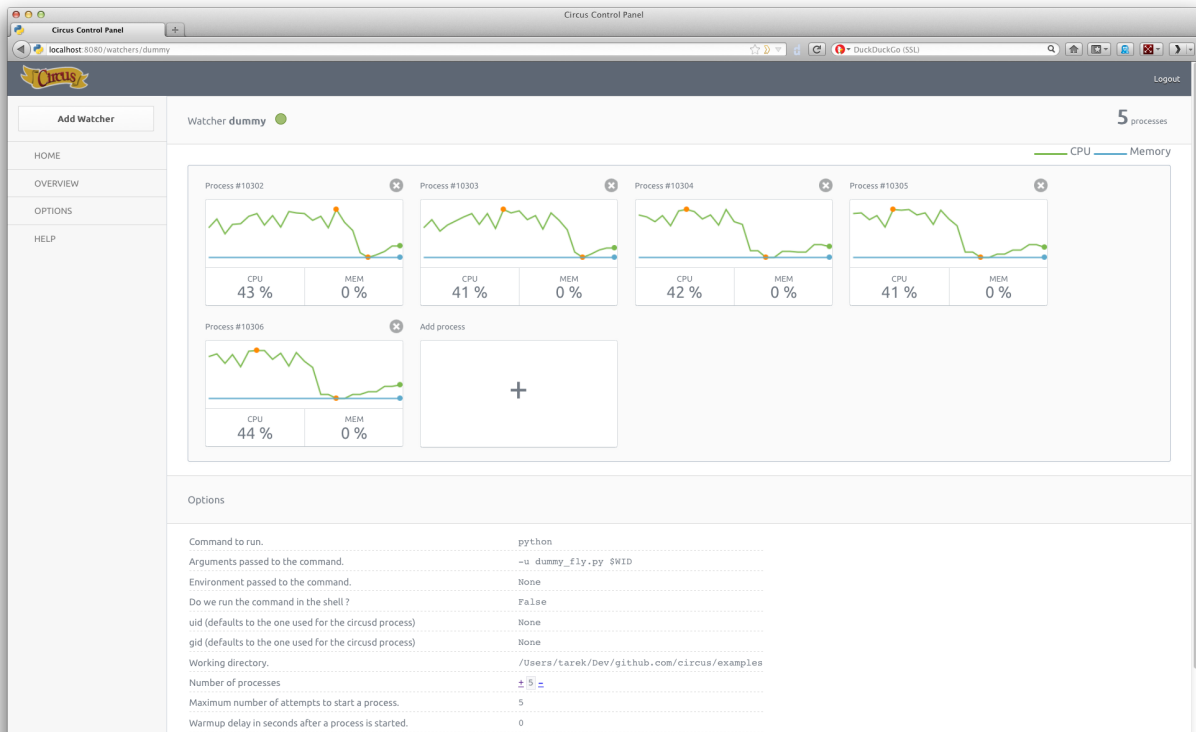 Circus Control Panel
Circus Control Panel
localhost:8080/watchers/dummy
DuckDuckGo (SSL)
Circus
Logout
Add Watcher
HOME
OVERVIEW
OPTIONS
HELP
Watcher dummy
5 processes
CPU Memory
Process #10302
CPU
43 %
MEM
0 %
Process #10303
CPU
41 %
MEM
0 %
Process #10304
CPU
42 %
MEM
0 %
Process #10305
CPU
41 %
MEM
0 %
Process #10306
CPU
44 %
MEM
0 %
Add process
+
Options
Command to run. python
Arguments passed to the command. -u dummy_fly.py $WID
Environment passed to the command. None
Do we run the command in the shell ? False
uid (defaults to the one used for the circusd process) None
gid (defaults to the one used for the circusd process) None
Working directory. /Users/tarek/Dev/github.com/circus/examples
Number of processes + 5 -
Maximum number of attempts to start a process. 5
Warmup delay in seconds after a process is started. 0